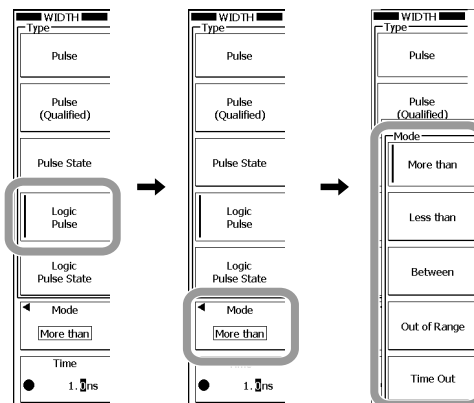 WIDTH
Type
Pulse
Pulse
(Qualified)
Pulse State
Logic
Pulse
Logic
Pulse State
Mode
More than
Time
1.0ns
WIDTH
Type
Pulse
Pulse
(Qualified)
Pulse State
Logic
Pulse
Logic
Pulse State
Mode
More than
1.0ns
WIDTH
Type
Pulse
Pulse
(Qualified)
Mode
More than
Less than
Between
Out of Range
Time Out